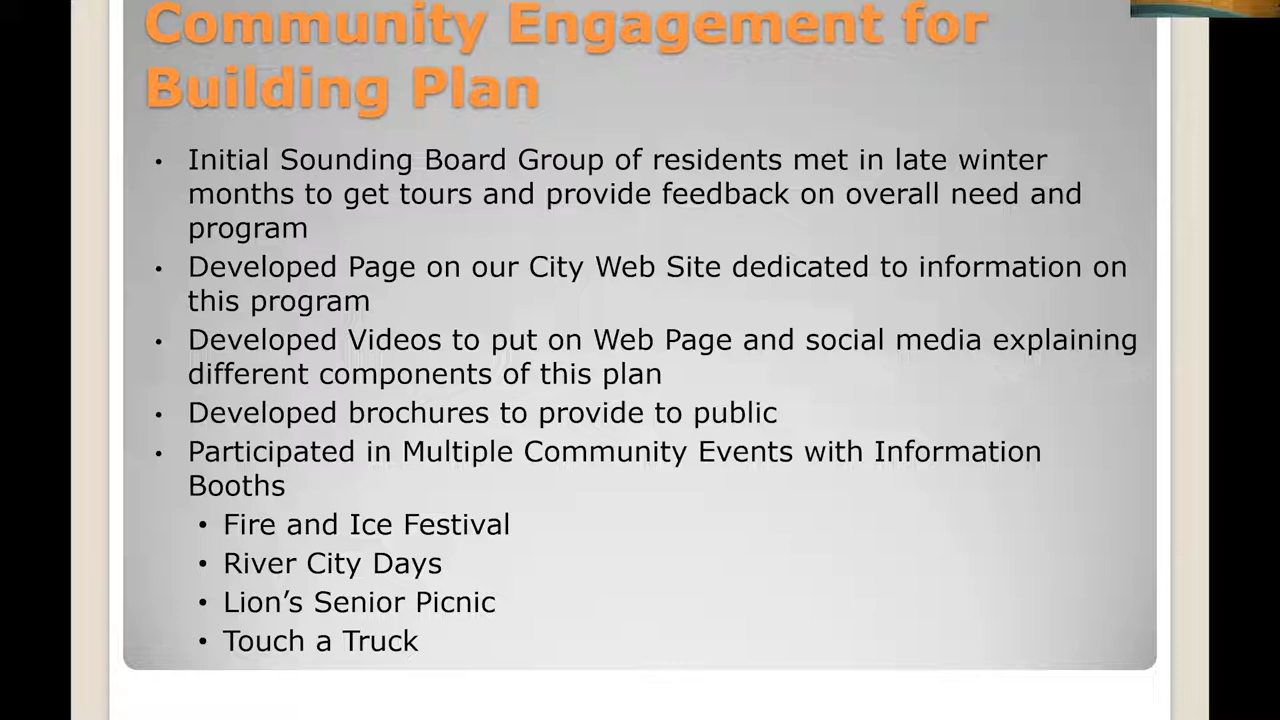 Community Engagement for
Building Plan
• Initial Sounding Board Group of residents met in late winter
months to get tours and provide feedback on overall need and
program
• Developed Page on our City Web Site dedicated to information on
this program
• Developed Videos to put on Web Page and social media explaining
different components of this plan
• Developed brochures to provide to public
• Participated in Multiple Community Events with Information
Booths
• Fire and Ice Festival
• River City Days
• Lion’s Senior Picnic
• Touch a Truck